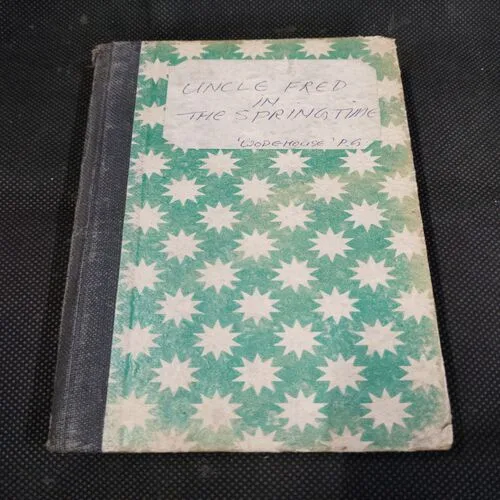 UNCLE FRED
IN
THE SPRINGTIME
'WODEHOUSE' P.G.